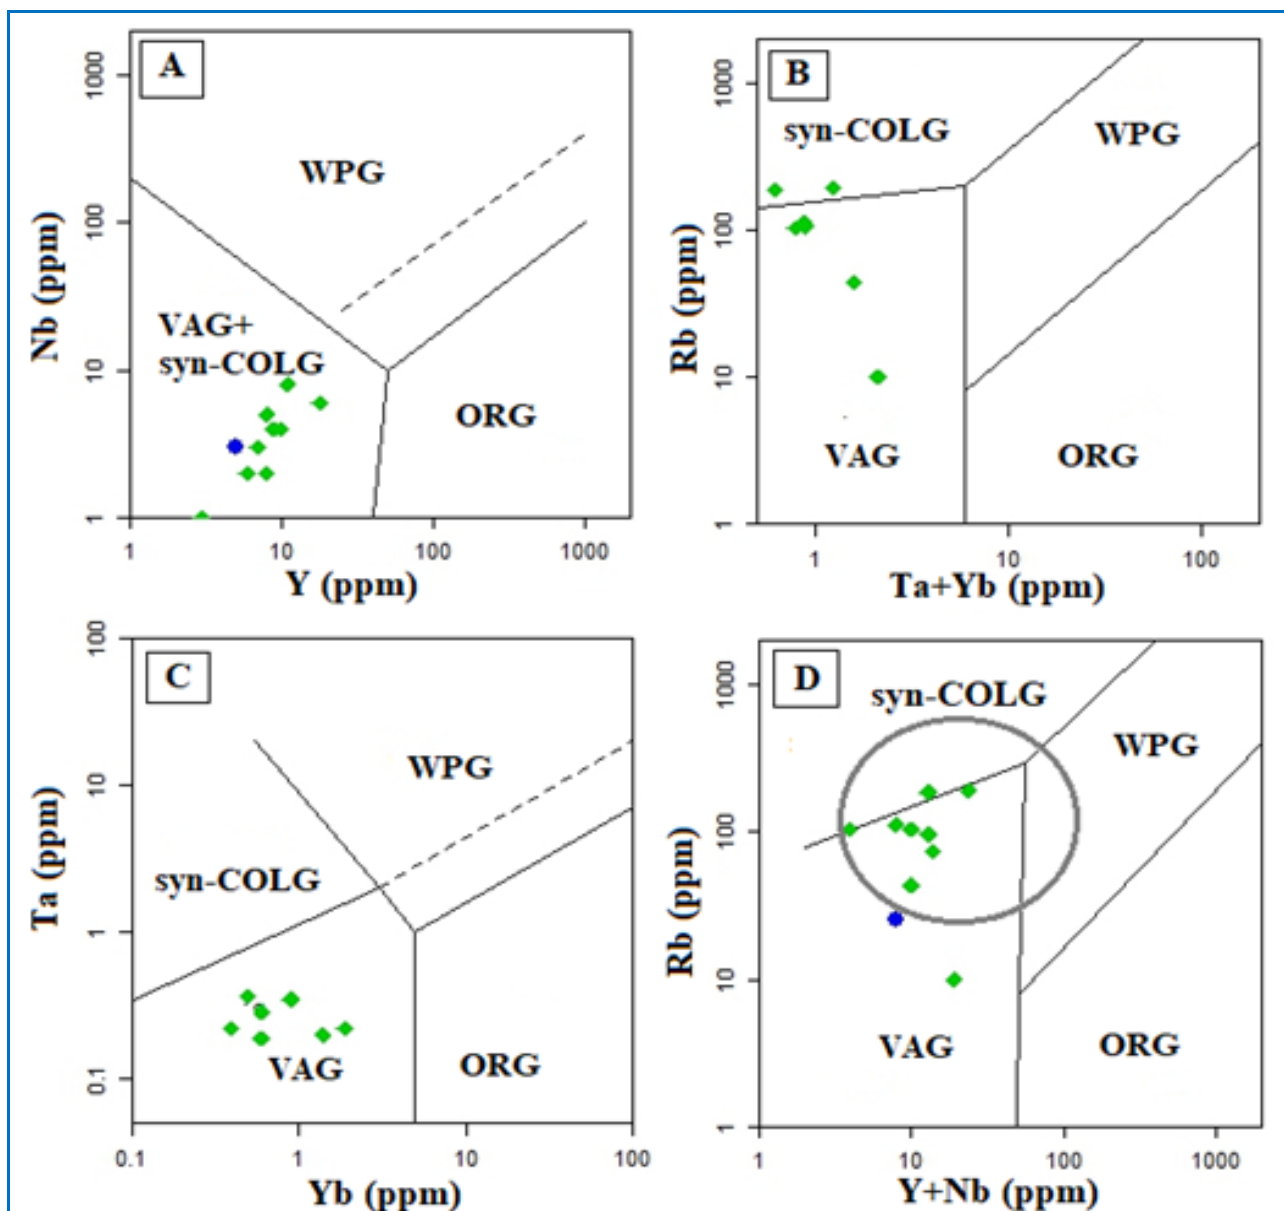 A
WPG
VAG+
syn-COLG
ORG
Nb (ppm)
1000
100
10
1
1 10 100 1000
Y (ppm)
B
syn-COLG
WPG
VAG
ORG
Rb (ppm)
1000
100
10
1
1 10 100
Ta+Yb (ppm)
C
WPG
syn-COLG
VAG
ORG
Ta (ppm)
100
10
1
0.1
0.1 1 10 100
Yb (ppm)
D
syn-COLG
WPG
VAG
ORG
Rb (ppm)
1000
100
10
1
1 10 100 1000
Y+Nb (ppm)